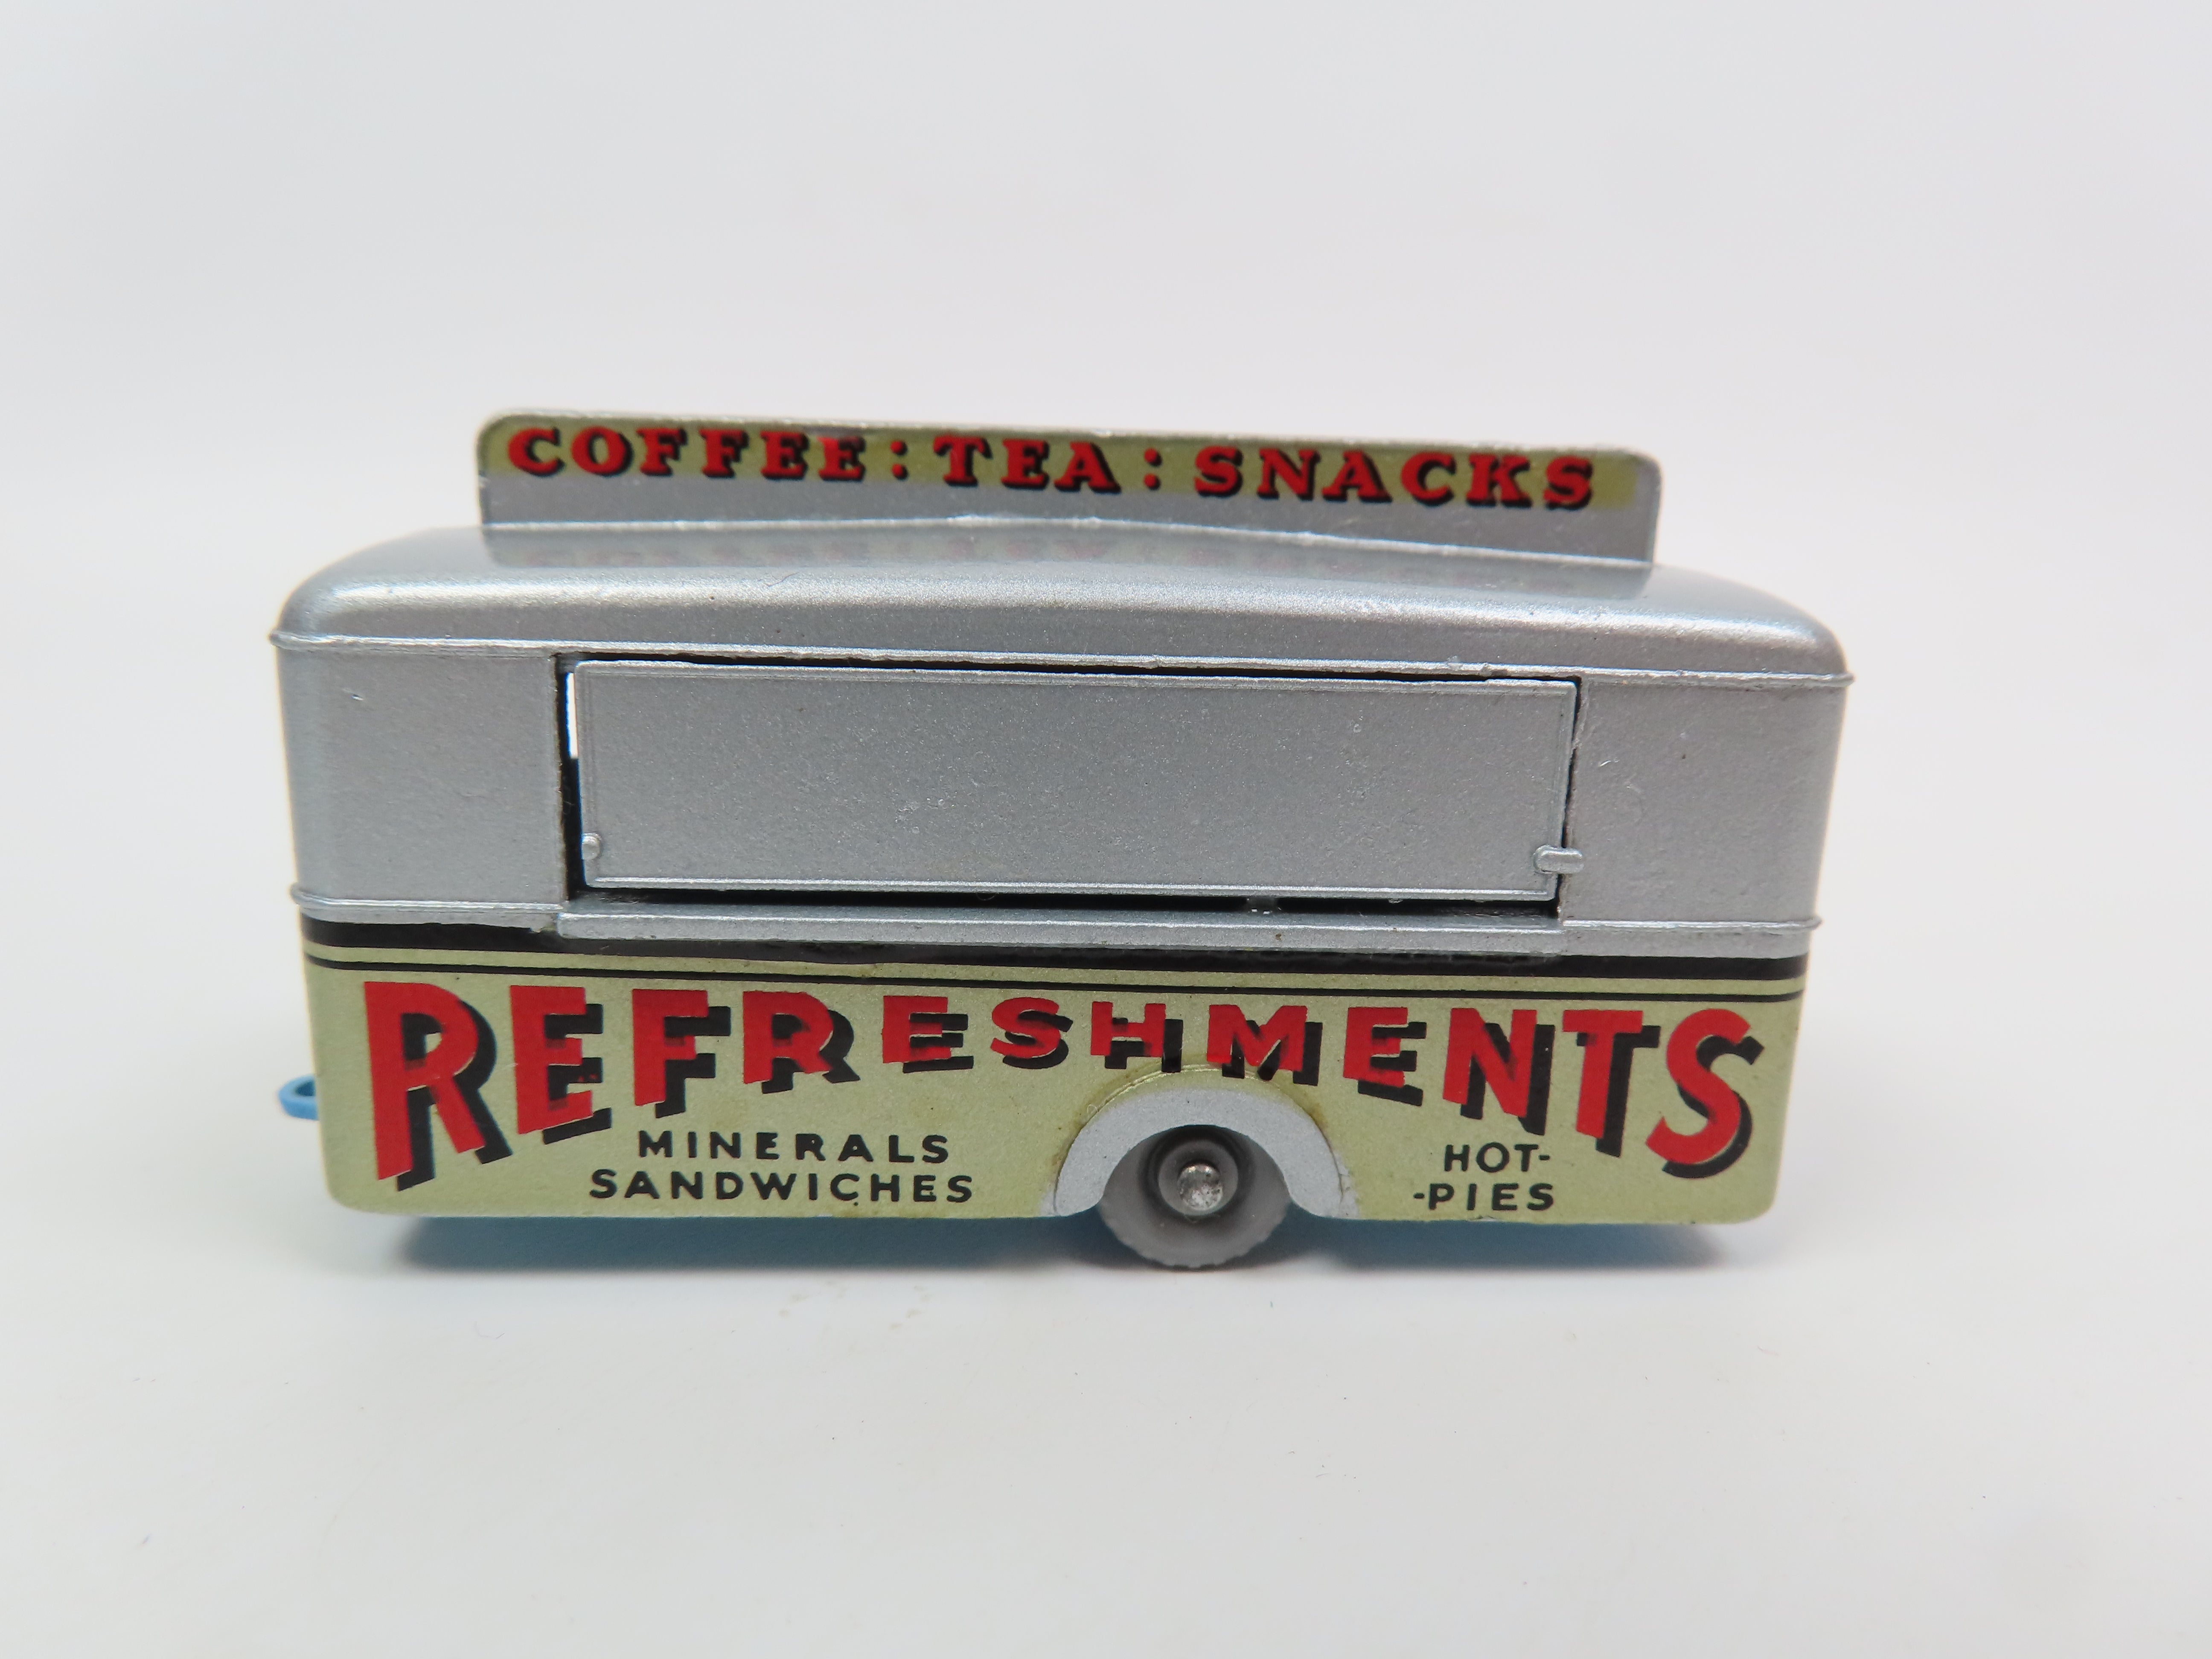 COFFEE : TEA : SNACKS
REFRESHMENTS
MINERALS
SANDWICHES
HOT-
-PIES